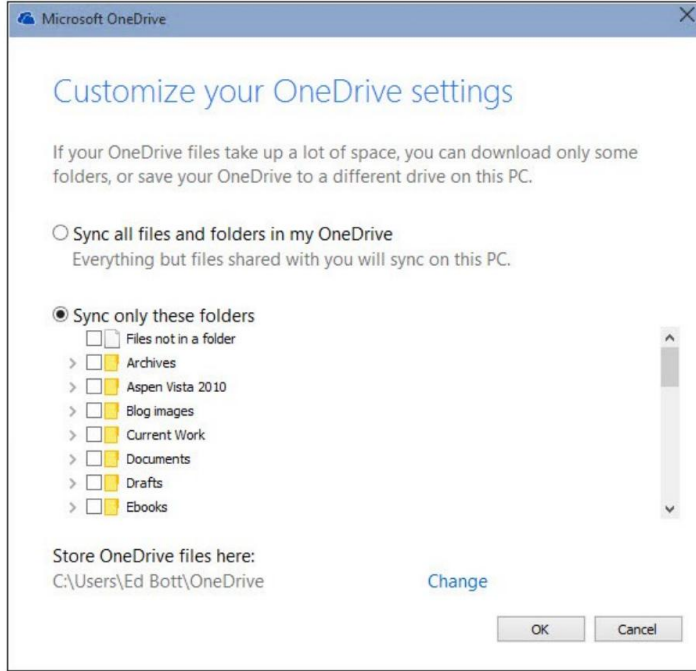 Microsoft OneDrive
Customize your OneDrive settings
If your OneDrive files take up a lot of space, you can download only some
folders, or save your OneDrive to a different drive on this PC.
Sync all files and folders in my OneDrive
Everything but files shared with you will sync on this PC.
Sync only these folders
Files not in a folder
Archives
Aspen Vista 2010
Blog images
Current Work
Documents
Drafts
Ebooks
Store OneDrive files here:
C:\Users\Ed Bott\OneDrive Change
OK Cancel